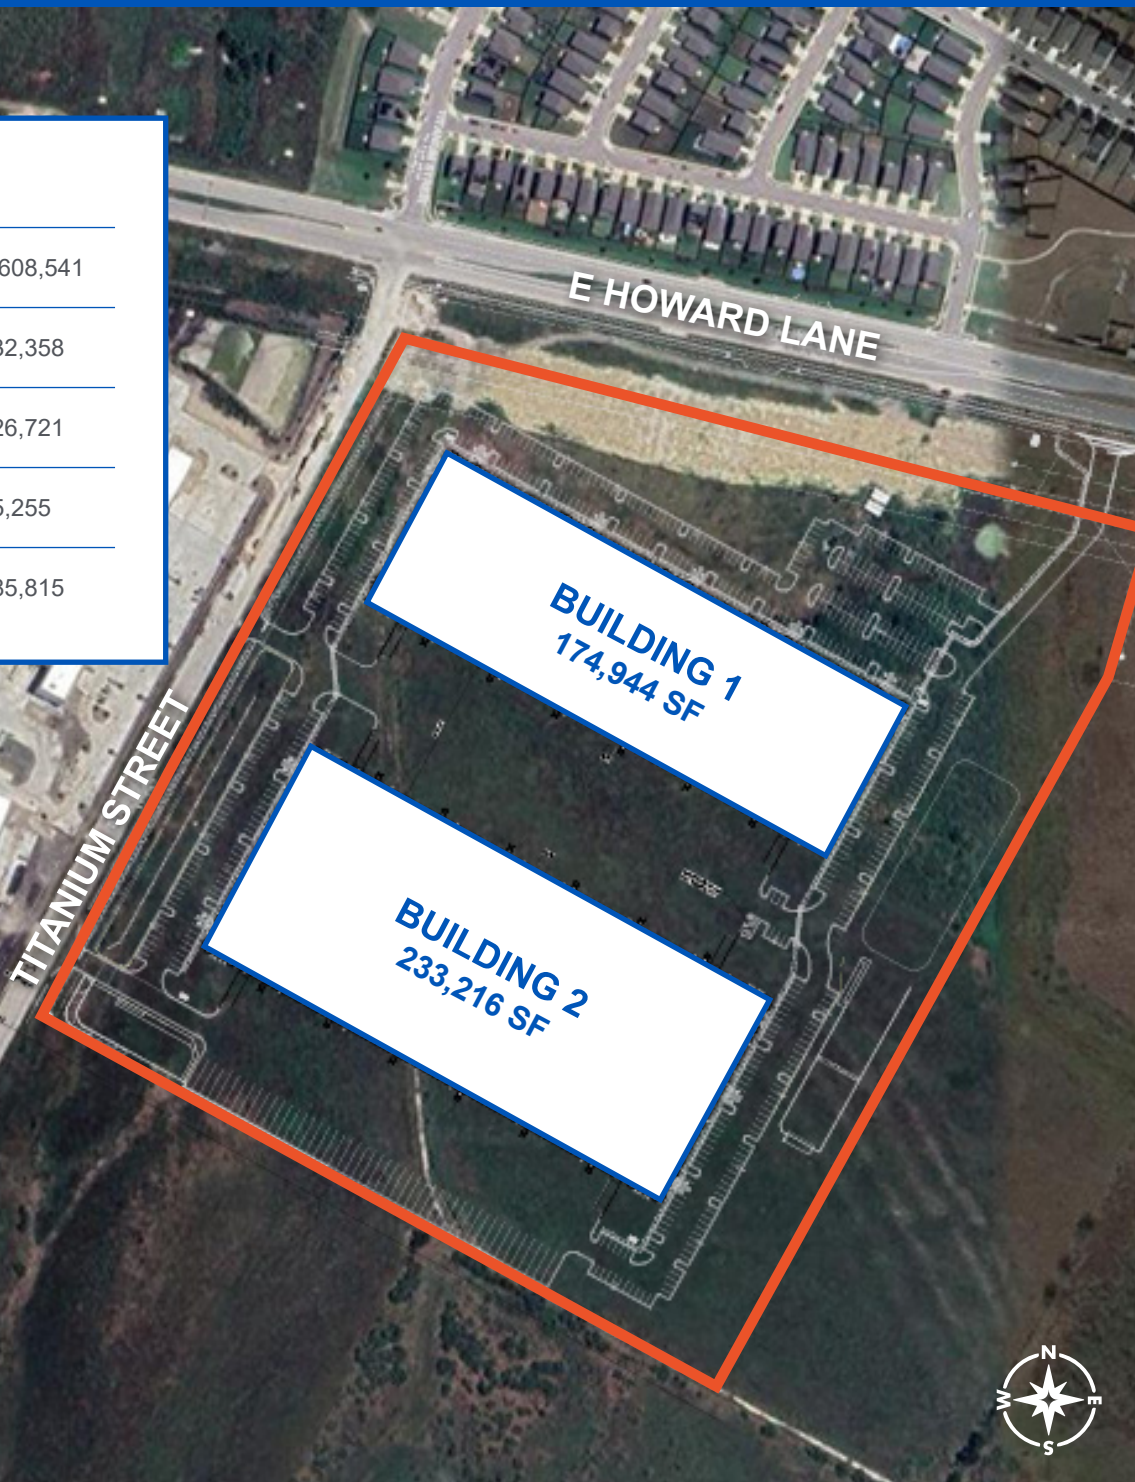 608,541
32,358
26,721
5,255
35,815
E HOWARD LANE
BUILDING 1
174,944 SF
TITANIUM STREET
BUILDING 2
233,216 SF
N
W
E
S